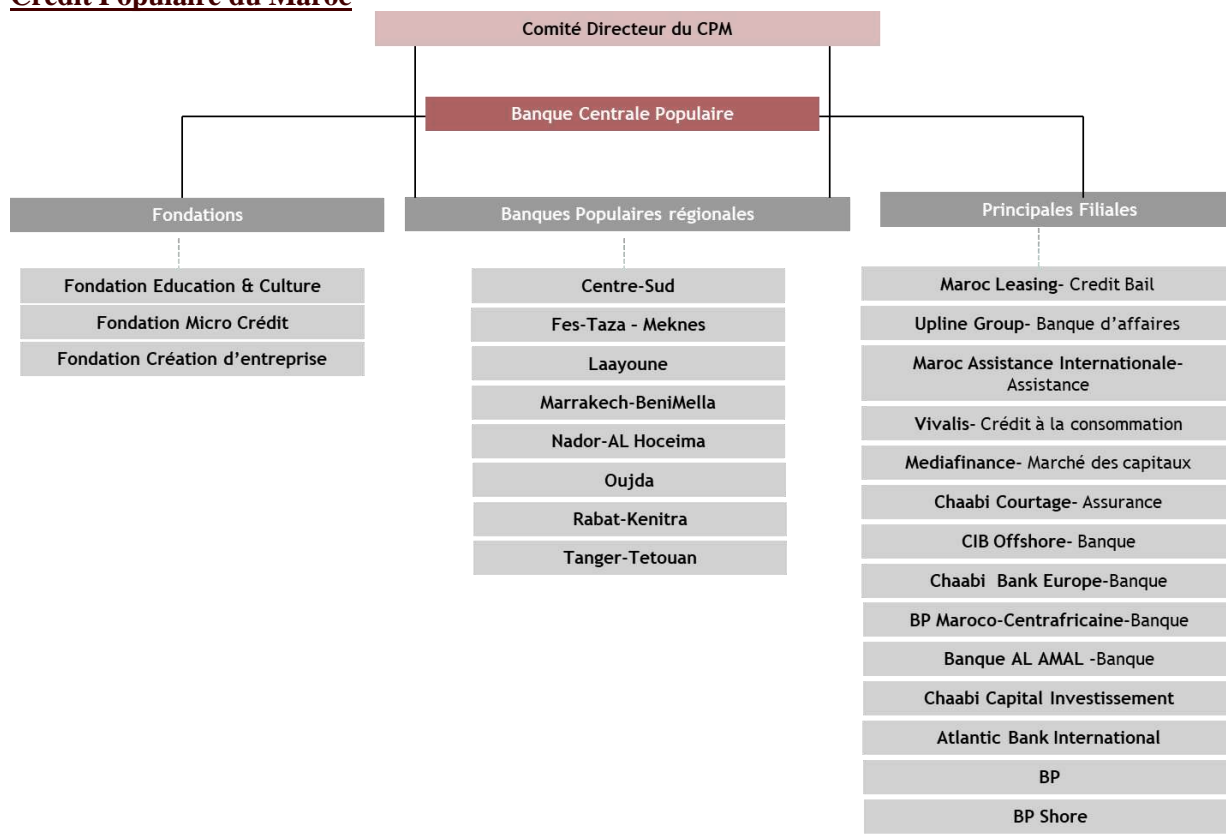 Crédit Populaire du Maroc
Comité Directeur du CPM
Banque Centrale Populaire
Fondations
Fondation Education & Culture
Fondation Micro Crédit
Fondation Création d’entreprise
Banques Populaires régionales
Centre-Sud
Fes-Taza – Meknes
Laayoune
Marrakech-BeniMella
Nador-AL Hoceima
Oujda
Rabat-Kenitra
Tanger-Tetouan
Principales Filiales
Maroc Leasing- Credit Bail
Upline Group- Banque d’affaires
Maroc Assistance Internationale-
Assistance
Vivalis- Crédit à la consommation
Mediafinance- Marché des capitaux
Chaabi Courtage- Assurance
CIB Offshore- Banque
Chaabi Bank Europe-Banque
BP Maroco-Centrafricaine-Banque
Banque AL AMAL -Banque
Chaabi Capital Investissement
Atlantic Bank International
BP
BP Shore